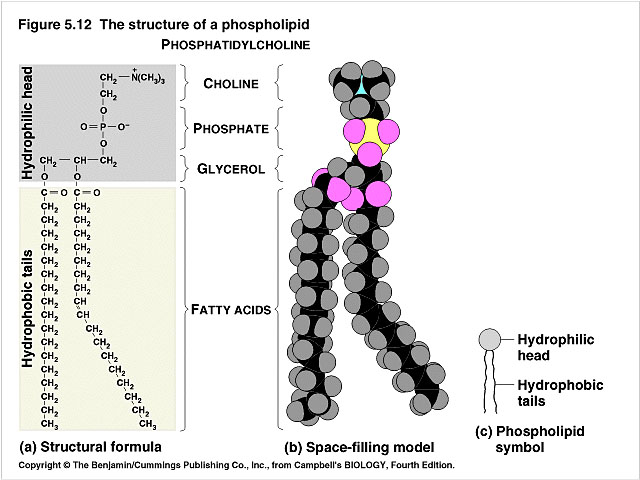 Figure 5.12 The structure of a phospholipid
PHOSPHATIDYLCHOLINE
Hydrophilic head
CH₂ — N⁺(CH₃)₃
CH₂
O
O = P — O⁻
O
CH₂ — CH — CH₂
O O
C = O C = O
Hydrophobic tails
CH₂ CH₂
CH₂ CH₂
CH₂ CH₂
CH₂ CH₂
CH₂ CH₂
CH₂ CH₂
CH₂ CH₂
CH₂ CH
CH₂ CH
CH₂ CH₂
CH₂ CH₂
CH₂ CH₂
CH₂ CH₂
CH₂ CH₂
CH₂ CH₂
CH₂ CH₂
CH₃ CH₃
CHOLINE
PHOSPHATE
GLYCEROL
FATTY ACIDS
Hydrophilic
head
Hydrophobic
tails
(a) Structural formula
(b) Space-filling model
(c) Phospholipid
symbol
Copyright © The Benjamin/Cummings Publishing Co., Inc., from Campbell's BIOLOGY, Fourth Edition.